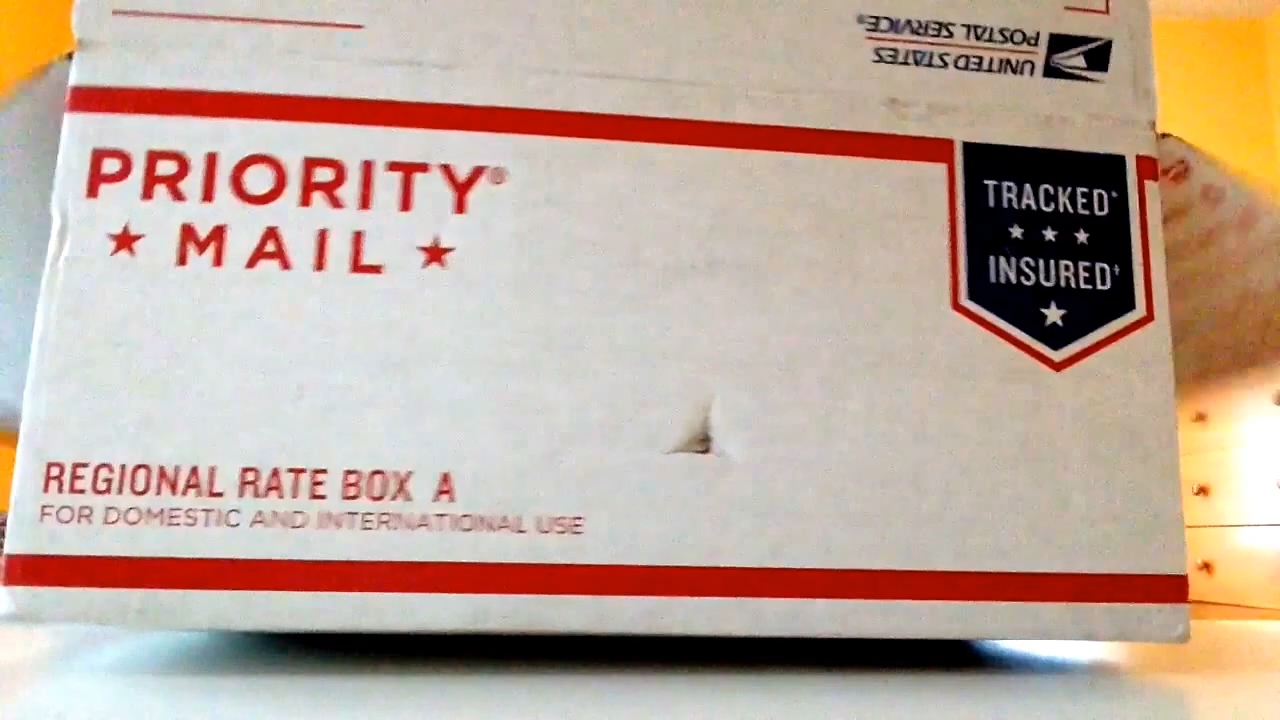 UNITED STATES
POSTAL SERVICE®
PRIORITY®
★ MAIL ★
TRACKED*
★ ★ ★
INSURED†
★
REGIONAL RATE BOX A
FOR DOMESTIC AND INTERNATIONAL USE